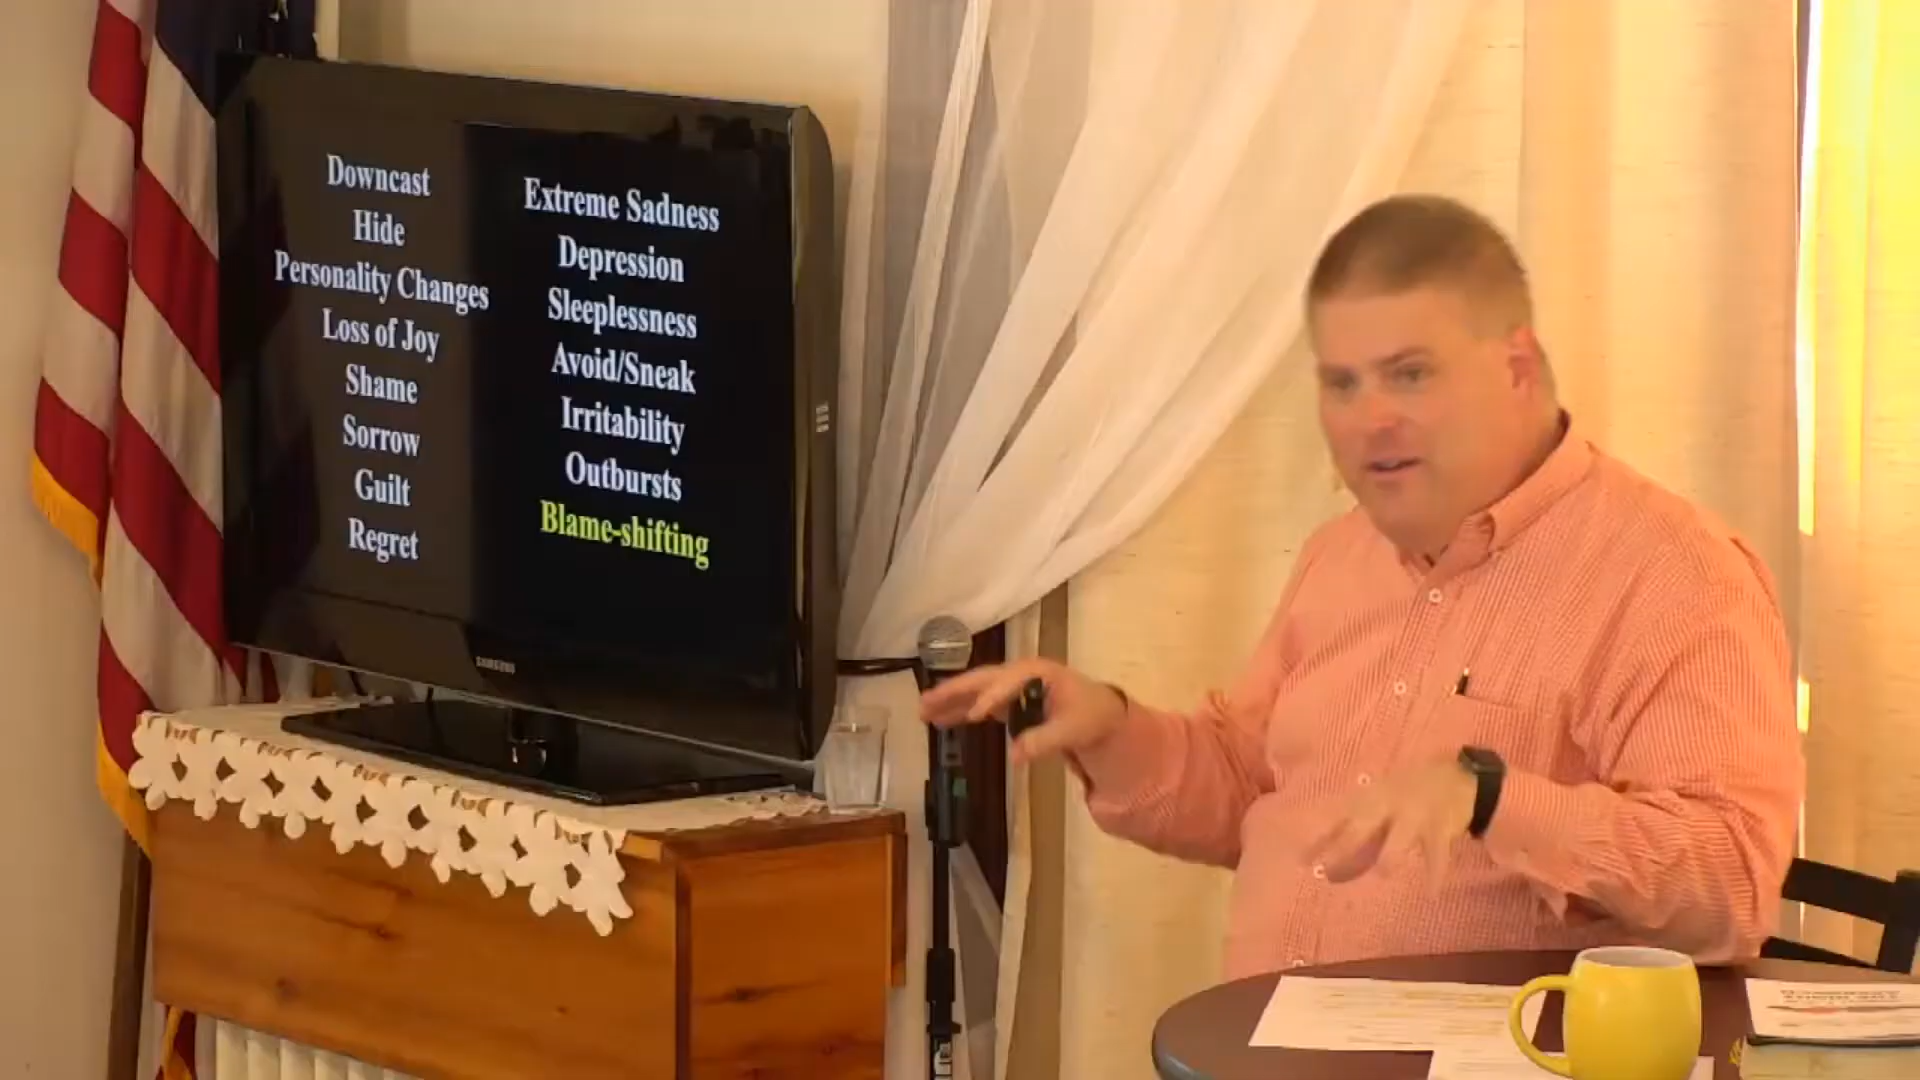 Downcast
Hide
Personality Changes
Loss of Joy
Shame
Sorrow
Guilt
Regret
Extreme Sadness
Depression
Sleeplessness
Avoid/Sneak
Irritability
Outbursts
Blame-shifting
SAMSUNG